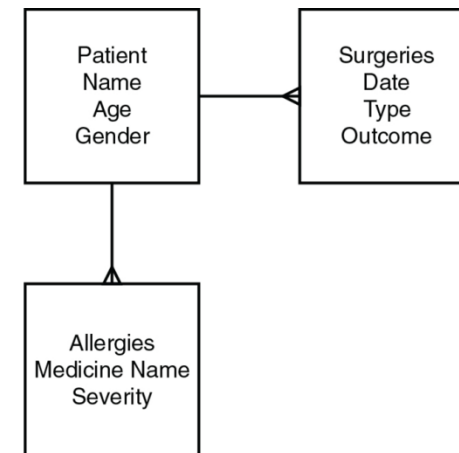 Patient
Name
Age
Gender
Surgeries
Date
Type
Outcome
Allergies
Medicine Name
Severity